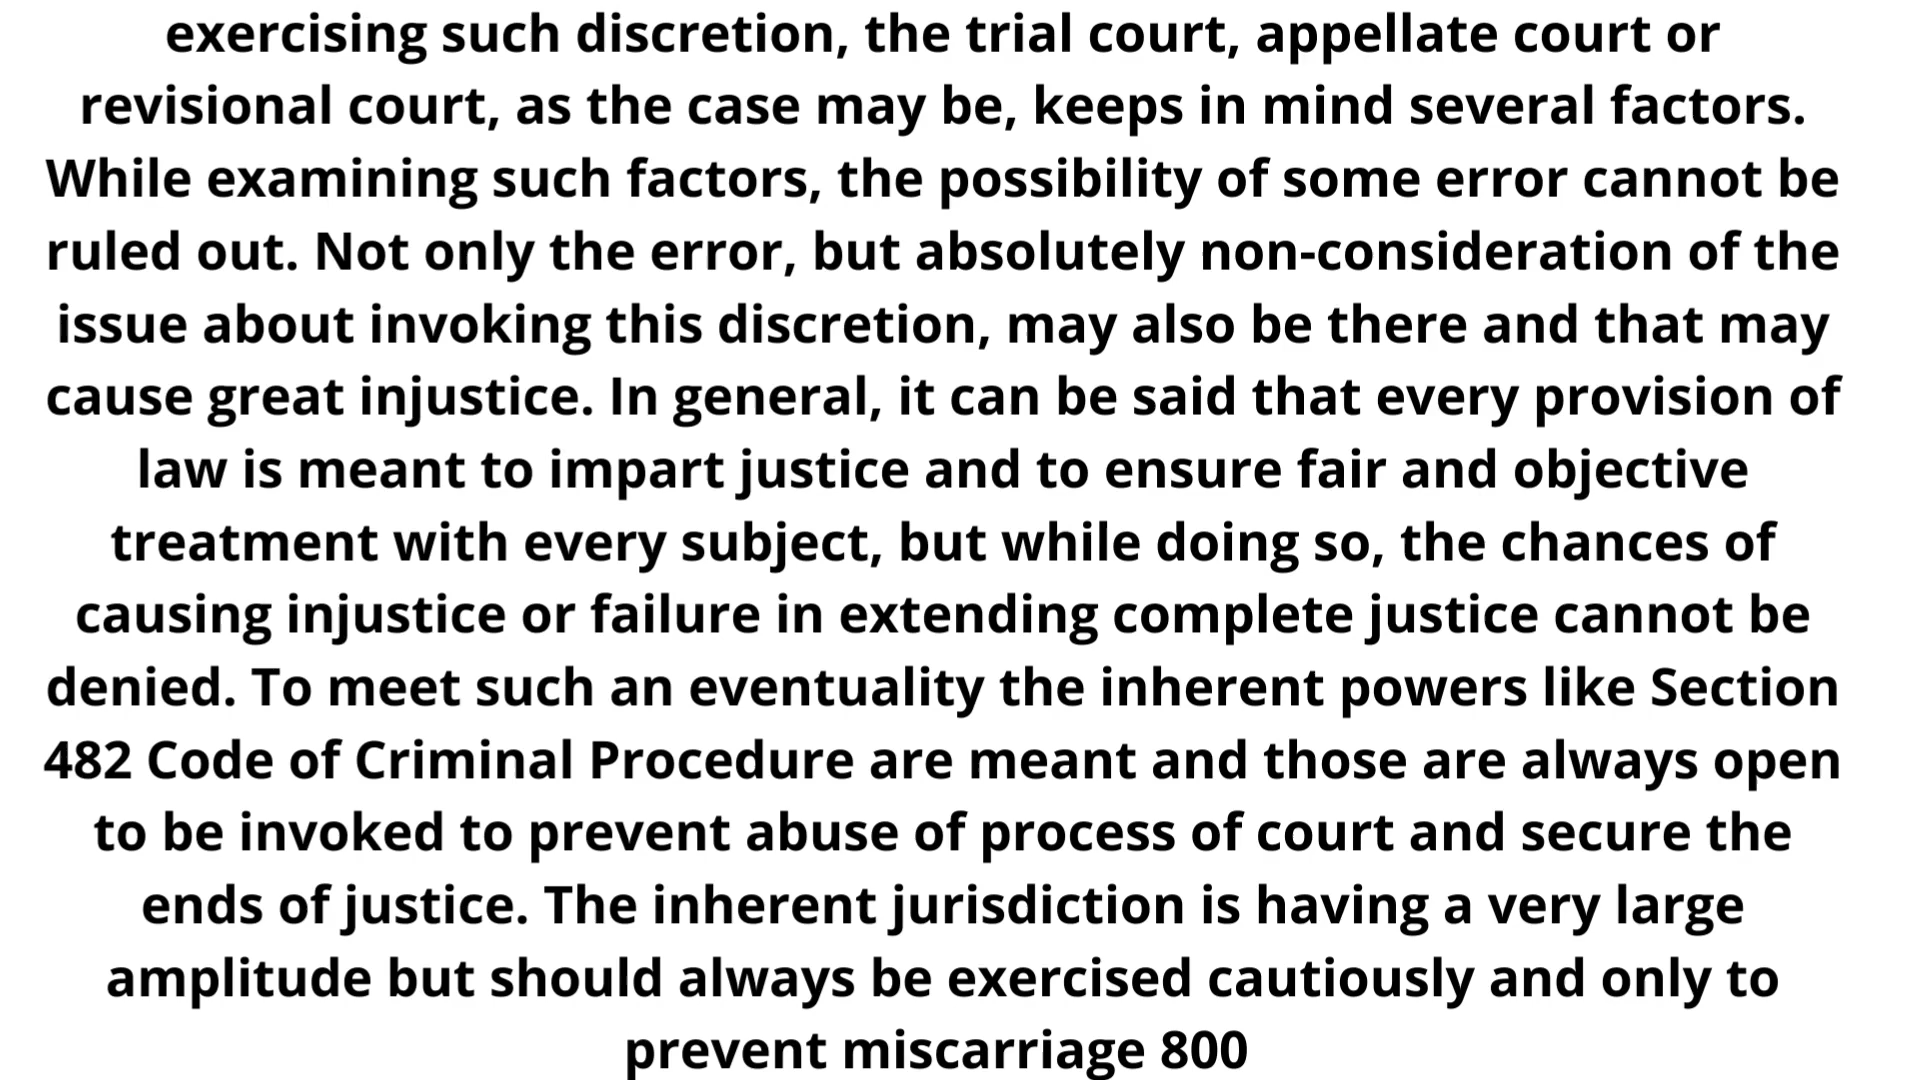 exercising such discretion, the trial court, appellate court or
revisional court, as the case may be, keeps in mind several factors.
While examining such factors, the possibility of some error cannot be
ruled out. Not only the error, but absolutely non-consideration of the
issue about invoking this discretion, may also be there and that may
cause great injustice. In general, it can be said that every provision of
law is meant to impart justice and to ensure fair and objective
treatment with every subject, but while doing so, the chances of
causing injustice or failure in extending complete justice cannot be
denied. To meet such an eventuality the inherent powers like Section
482 Code of Criminal Procedure are meant and those are always open
to be invoked to prevent abuse of process of court and secure the
ends of justice. The inherent jurisdiction is having a very large
amplitude but should always be exercised cautiously and only to
prevent miscarriage 800